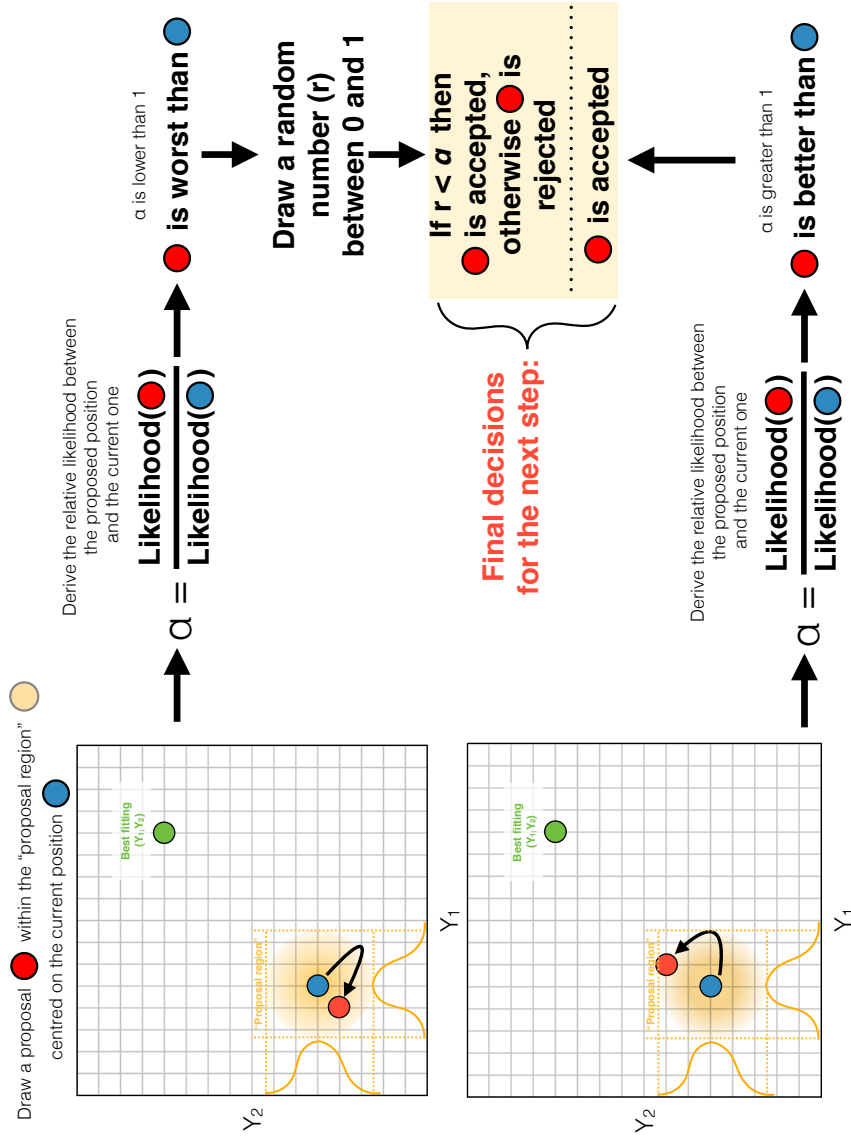 Draw a proposal within the "proposal region"
centred on the current position
Y2
"Proposal region"
Best fitting
(Y1,Y2)
Y1
α =
Derive the relative likelihood between
the proposed position
and the current one
Likelihood( )
Likelihood( )
α is lower than 1
is worst than
Draw a random
number (r)
between 0 and 1
Final decisions
for the next step:
If r < α then
is accepted,
otherwise is
rejected
is accepted
Y2
"Proposal region"
Best fitting
(Y1,Y2)
Y1
α =
Derive the relative likelihood between
the proposed position
and the current one
Likelihood( )
Likelihood( )
α is greater than 1
is better than